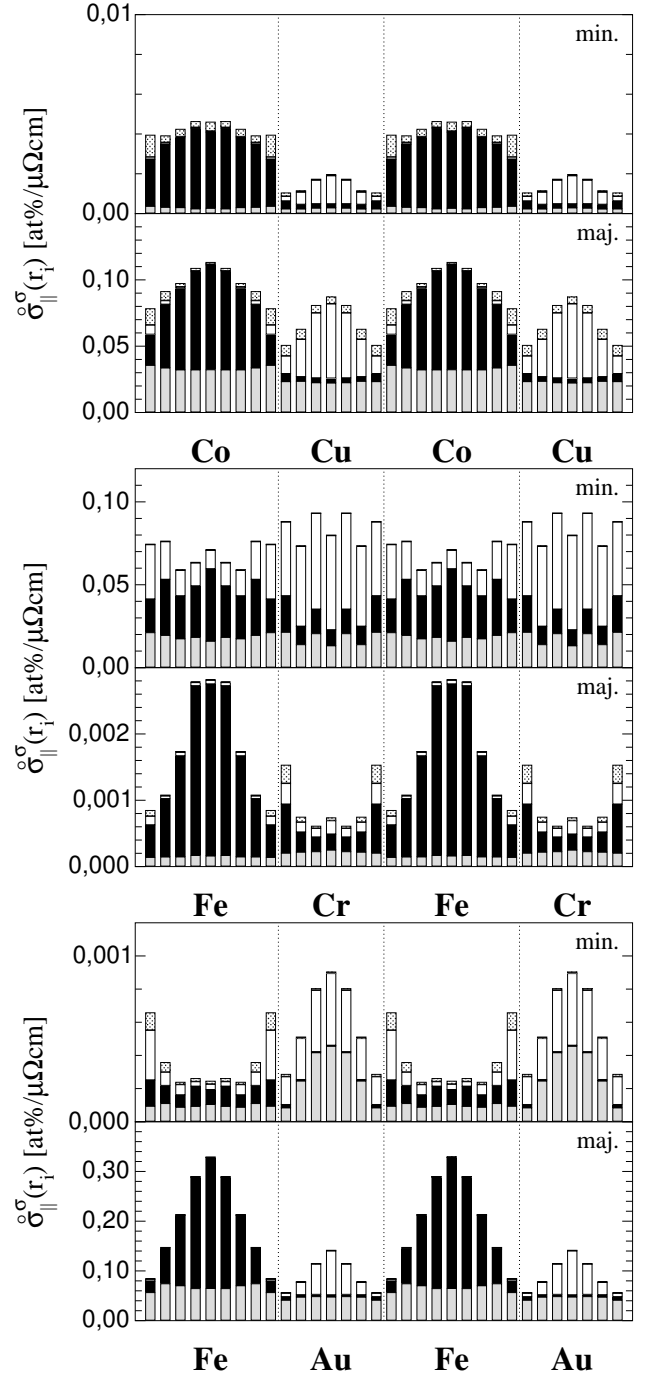 0,01
min.
0,00
maj.
0,10
0,05
0,00
σ̊∥σ(ri) [at%/μΩcm]
Co Cu Co Cu
min.
0,10
0,05
0,00
maj.
0,002
0,001
0,000
σ̊∥σ(ri) [at%/μΩcm]
Fe Cr Fe Cr
min.
0,001
0,000
maj.
0,30
0,20
0,10
0,00
σ̊∥σ(ri) [at%/μΩcm]
Fe Au Fe Au